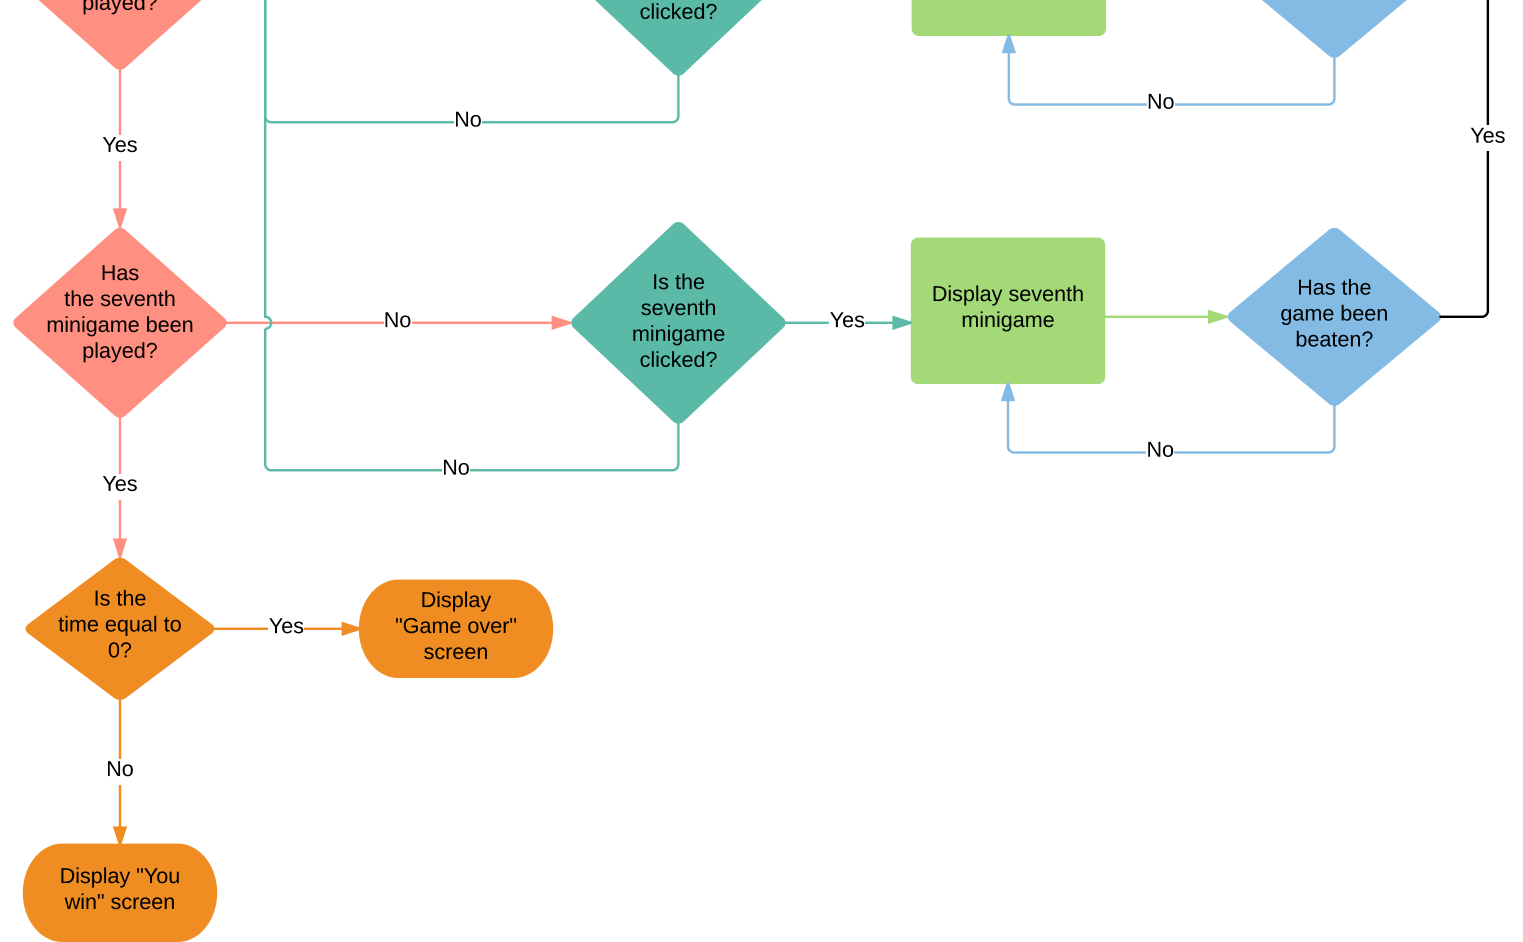 played?
clicked?
No
No
Yes
Yes
Has
the seventh
minigame been
played?
No
Is the
seventh
minigame
clicked?
Yes
Display seventh
minigame
Has the
game been
beaten?
No
No
Yes
Is the
time equal to
0?
Yes
Display
"Game over"
screen
No
Display "You
win" screen